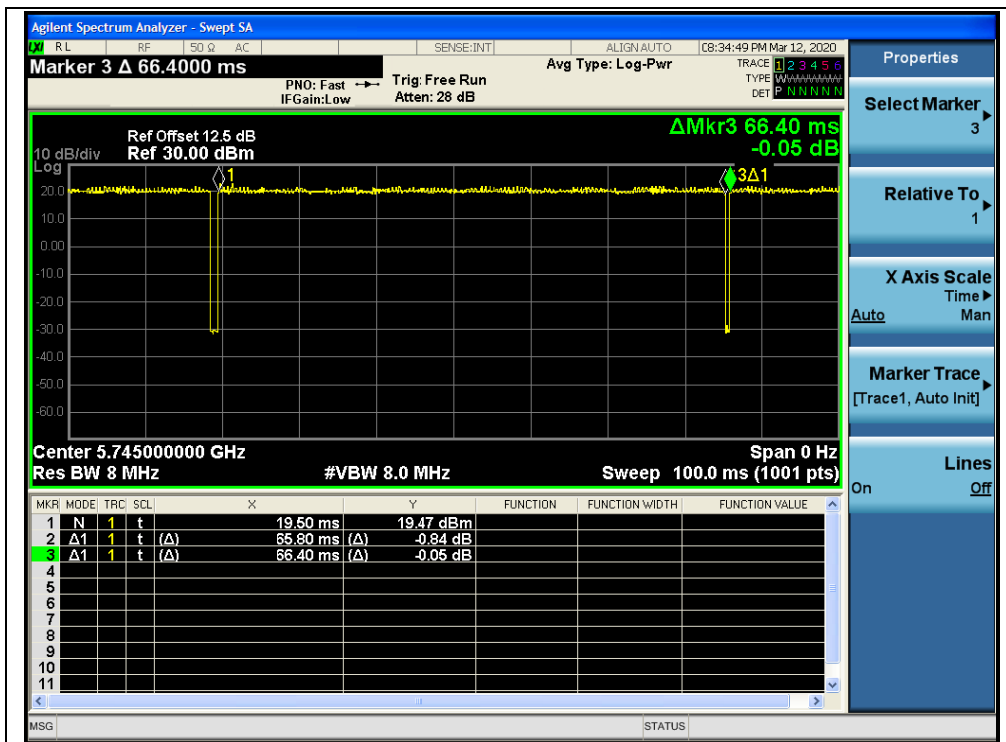 Agilent Spectrum Analyzer - Swept SA
LXI RL RF 50 Ω AC SENSE:INT ALIGN AUTO 08:34:49 PM Mar 12, 2020
Marker 3 Δ 66.4000 ms
PNO: Fast
IFGain:Low
Trig: Free Run
Atten: 28 dB
Avg Type: Log-Pwr
TRACE 1 2 3 4 5 6
TYPE WWWWWW
DET P N N N N N
ΔMkr3 66.40 ms
-0.05 dB
Ref Offset 12.5 dB
10 dB/div Ref 30.00 dBm
Log
1
3Δ1
20.0
10.0
0.00
-10.0
-20.0
-30.0
-40.0
-50.0
-60.0
Center 5.745000000 GHz Span 0 Hz
Res BW 8 MHz #VBW 8.0 MHz Sweep 100.0 ms (1001 pts)
MKR MODE TRC SCL X Y FUNCTION FUNCTION WIDTH FUNCTION VALUE
1 N 1 t 19.50 ms 19.47 dBm
2 Δ1 1 t (Δ) 65.80 ms (Δ) -0.84 dB
3 Δ1 1 t (Δ) 66.40 ms (Δ) -0.05 dB
4
5
6
7
8
9
10
11
MSG STATUS
Properties
Select Marker
3
Relative To
1
X Axis Scale
Time
Auto Man
Marker Trace
[Trace1, Auto Init]
Lines
On Off